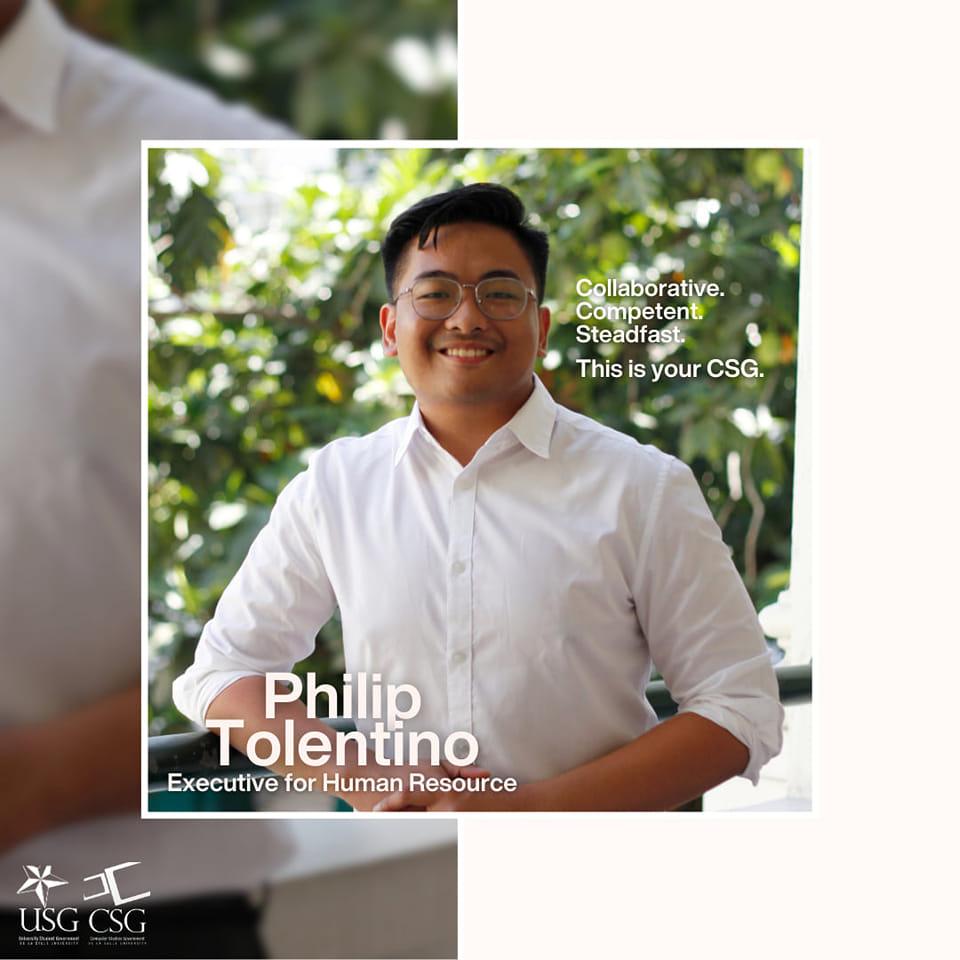 Collaborative.
Competent.
Steadfast.
This is your CSG.
Philip
Tolentino
Executive for Human Resource
USG CSG
University Student Government Computer Studies Government
DE LA SALLE UNIVERSITY DE LA SALLE UNIVERSITY